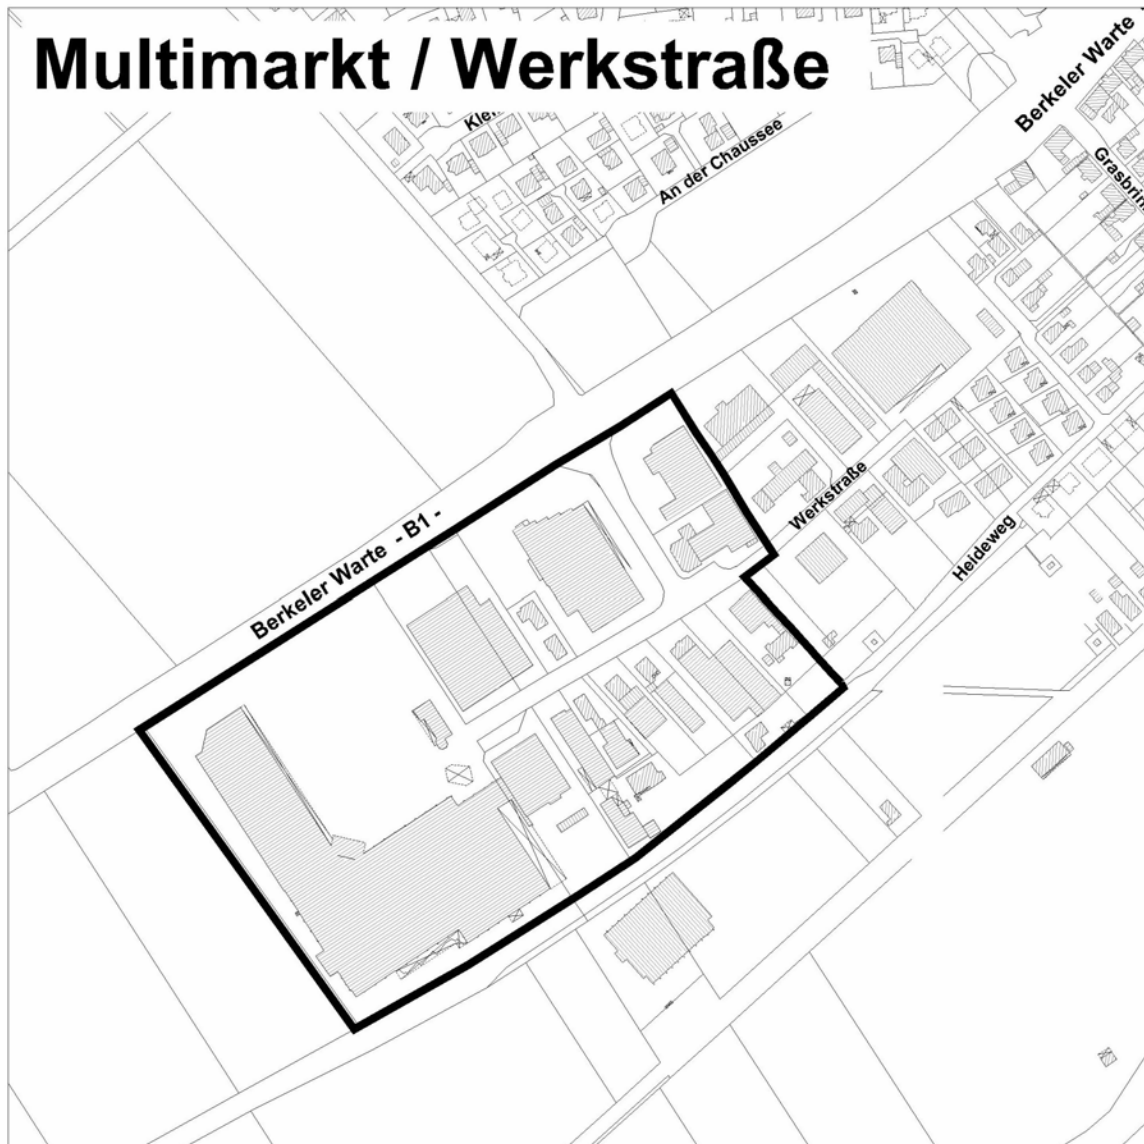 Multimarkt / Werkstraße
Berkeler Warte
An der Chaussee
Werkstraße
Heideweg
Berkeler Warte - B1 -